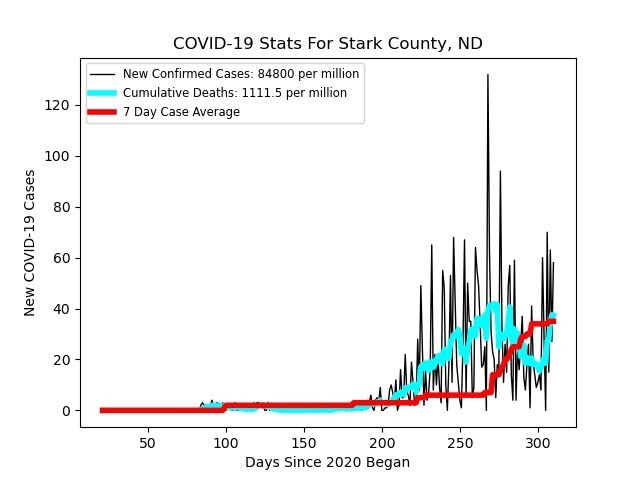 COVID-19 Stats For Stark County, ND
New Confirmed Cases: 84800 per million
Cumulative Deaths: 1111.5 per million
7 Day Case Average
New COVID-19 Cases
120
100
80
60
40
20
0
50 100 150 200 250 300
Days Since 2020 Began